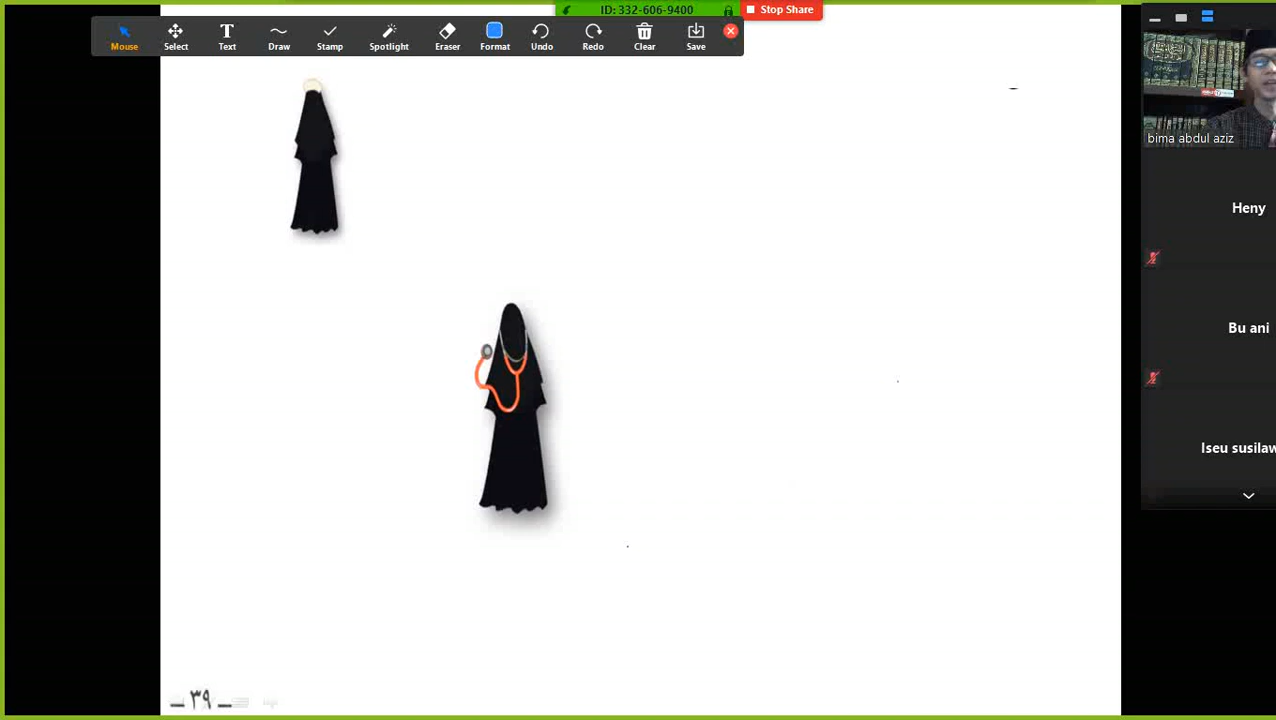 ID: 332-606-9400
Stop Share
Mouse Select Text Draw Stamp Spotlight Eraser Format Undo Redo Clear Save
bima abdul aziz
Heny
Bu ani
Iseu susilaw
_ ٣٩ _